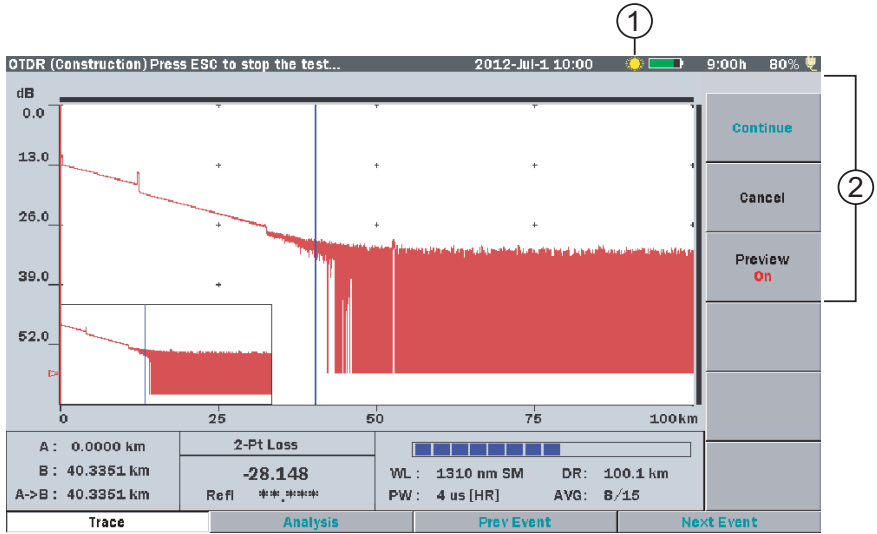 1
OTDR (Construction) Press ESC to stop the test... 2012-Jul-1 10:00 9:00h 80%
dB
0.0
13.0
26.0
39.0
52.0
0 25 50 75 100km
Continue
Cancel
Preview
On
2
A: 0.0000 km
B: 40.3351 km
A->B: 40.3351 km
2-Pt Loss
-28.148
Refl **.***
WL: 1310 nm SM DR: 100.1 km
PW: 4 us [HR] AVG: 8/15
Trace Analysis Prev Event Next Event